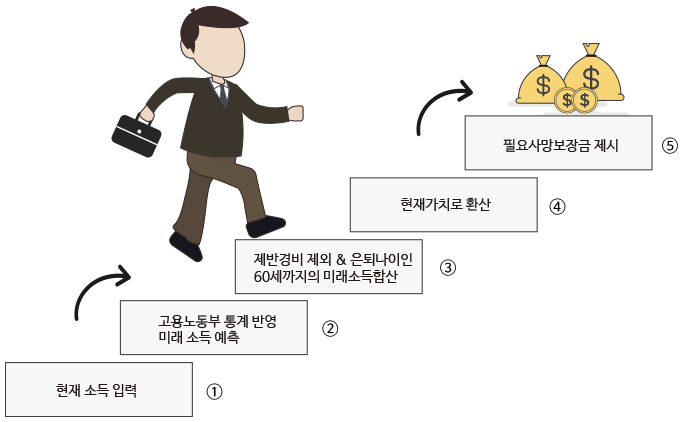 $ $
$ $
필요사망보장금 제시 ⑤
현재가치로 환산 ④
제반경비 제외 & 은퇴나이인
60세까지의 미래소득합산 ③
고용노동부 통계 반영
미래 소득 예측 ②
현재 소득 입력 ①